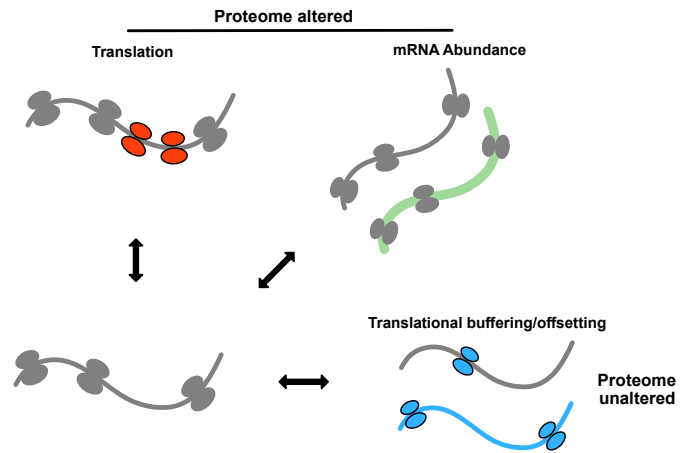 Proteome altered
Translation
mRNA Abundance
Translational buffering/offsetting
Proteome
unaltered